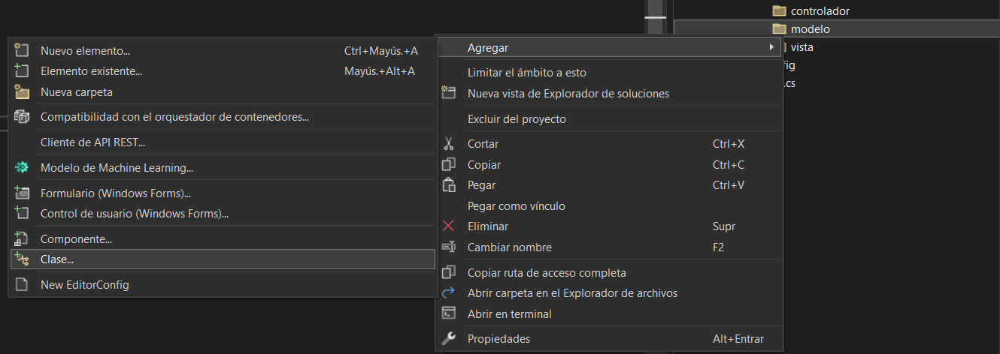 controlador
modelo
vista
fig
.cs
Nuevo elemento... Ctrl+Mayús.+A
Elemento existente... Mayús.+Alt+A
Nueva carpeta
Compatibilidad con el orquestador de contenedores...
Cliente de API REST...
Modelo de Machine Learning...
Formulario (Windows Forms)...
Control de usuario (Windows Forms)...
Componente...
Clase...
New EditorConfig
Agregar
Limitar el ámbito a esto
Nueva vista de Explorador de soluciones
Excluir del proyecto
Cortar Ctrl+X
Copiar Ctrl+C
Pegar Ctrl+V
Pegar como vínculo
Eliminar Supr
Cambiar nombre F2
Copiar ruta de acceso completa
Abrir carpeta en el Explorador de archivos
Abrir en terminal
Propiedades Alt+Entrar